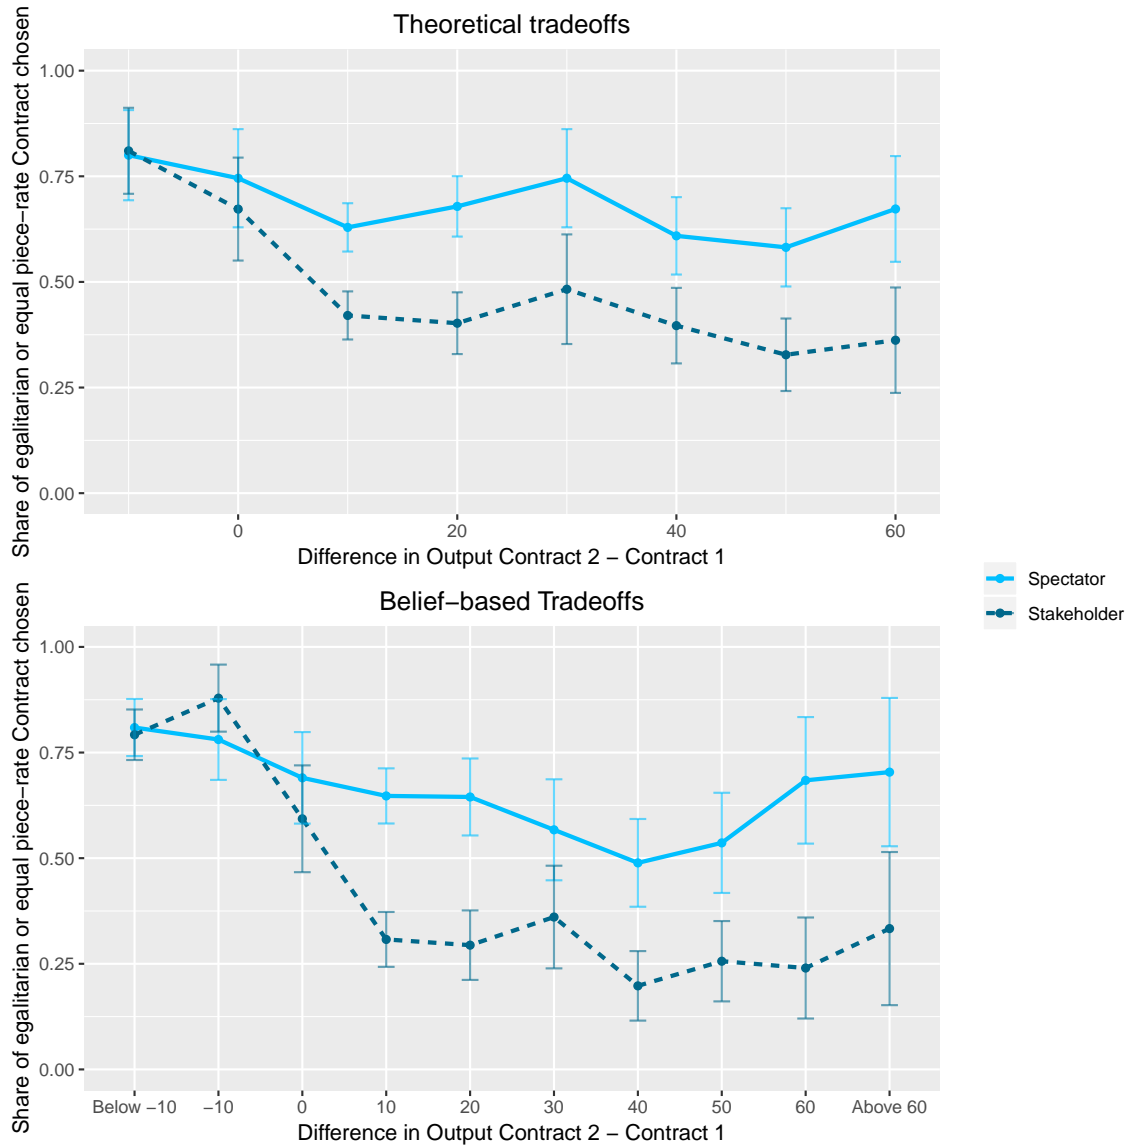 Theoretical tradeoffs
Share of egalitarian or equal piece−rate Contract chosen
1.00
0.75
0.50
0.25
0.00
0 20 40 60
Difference in Output Contract 2 − Contract 1
Spectator
Stakeholder
Belief−based Tradeoffs
Share of egalitarian or equal piece−rate Contract chosen
1.00
0.75
0.50
0.25
0.00
Below −10 −10 0 10 20 30 40 50 60 Above 60
Difference in Output Contract 2 − Contract 1